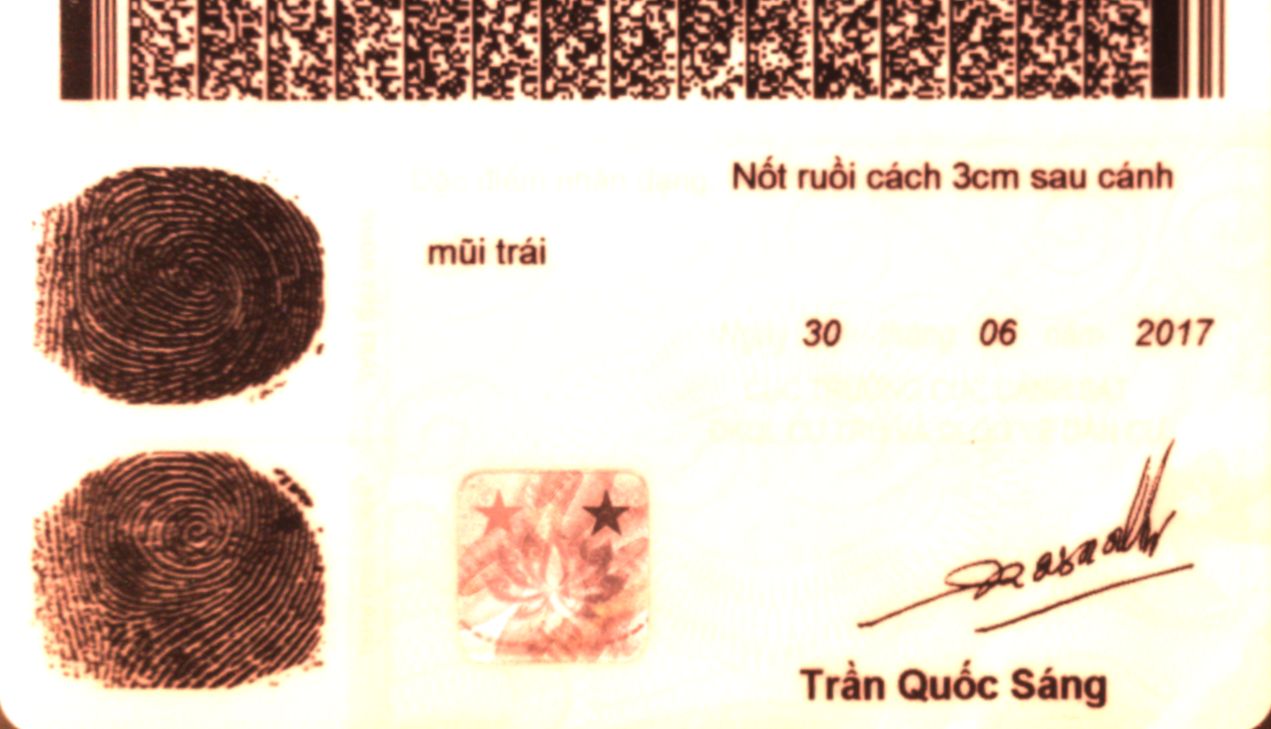 Đặc điểm nhân dạng: Nốt ruồi cách 3cm sau cánh
mũi trái
Ngày 30 tháng 06 năm 2017
CỤC TRƯỞNG CỤC CẢNH SÁT
ĐKQL CƯ TRÚ VÀ DLQG VỀ DÂN CƯ
Trần Quốc Sáng